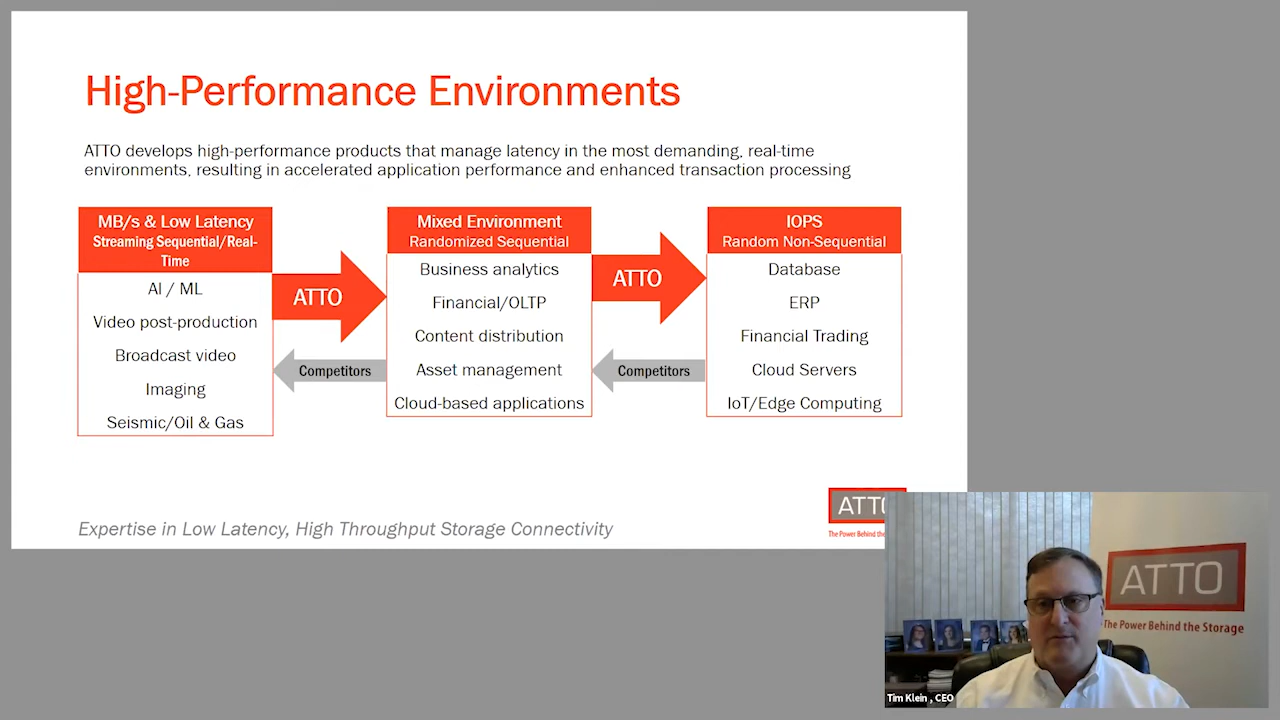 High-Performance Environments
ATTO develops high-performance products that manage latency in the most demanding, real-time
environments, resulting in accelerated application performance and enhanced transaction processing
MB/s & Low Latency
Streaming Sequential/Real-
Time
AI / ML
Video post-production
Broadcast video
Imaging
Seismic/Oil & Gas
ATTO
Competitors
Mixed Environment
Randomized Sequential
Business analytics
Financial/OLTP
Content distribution
Asset management
Cloud-based applications
ATTO
Competitors
IOPS
Random Non-Sequential
Database
ERP
Financial Trading
Cloud Servers
IoT/Edge Computing
Expertise in Low Latency, High Throughput Storage Connectivity
ATTO
The Power Behind the
ATTO
The Power Behind the Storage
Tim Klein , CEO